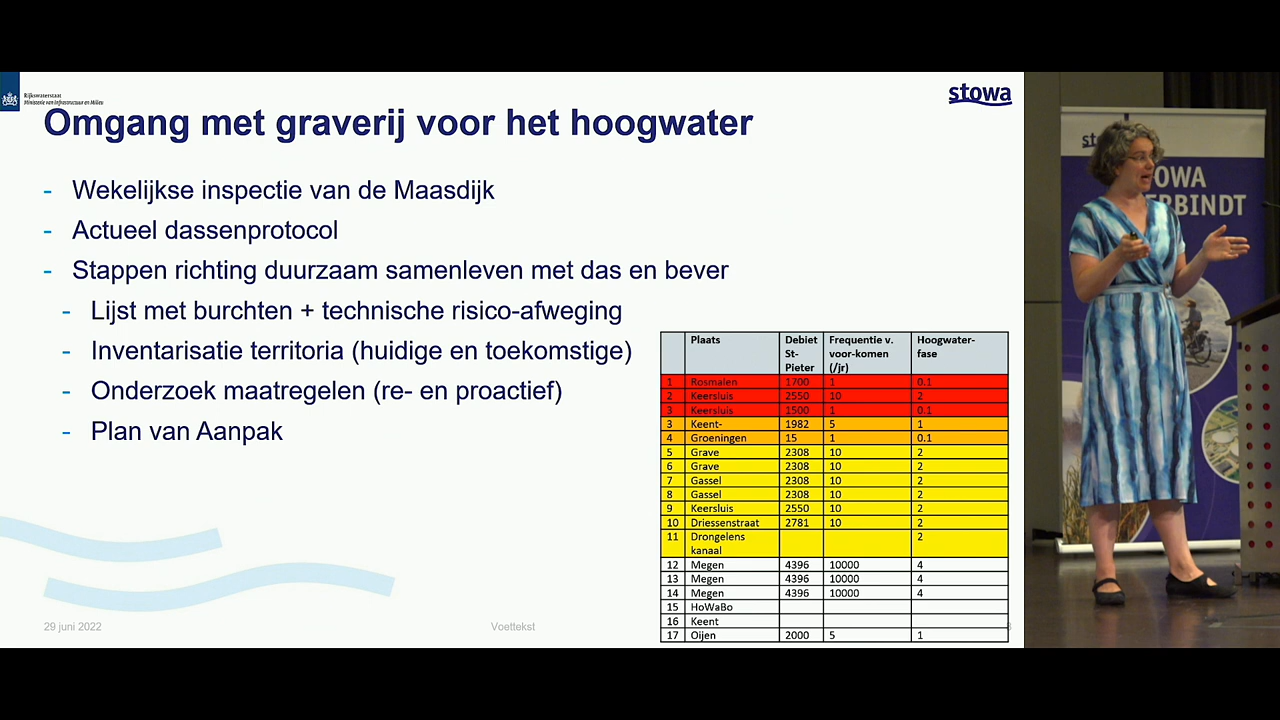 Rijkswaterstaat
Ministerie van Infrastructuur en Milieu
stowa
Omgang met graverij voor het hoogwater
- Wekelijkse inspectie van de Maasdijk
- Actueel dassenprotocol
- Stappen richting duurzaam samenleven met das en bever
- Lijst met burchten + technische risico-afweging
- Inventarisatie territoria (huidige en toekomstige)
- Onderzoek maatregelen (re- en proactief)
- Plan van Aanpak
Plaats Debiet St-Pieter Frequentie v. voor-komen (/jr) Hoogwater-fase
1 Rosmalen 1700 1 0.1
2 Keersluis 2550 10 2
3 Keersluis 1500 1 0.1
3 Keent- 1982 5 1
4 Groeningen 15 1 0.1
5 Grave 2308 10 2
6 Grave 2308 10 2
7 Gassel 2308 10 2
8 Gassel 2308 10 2
9 Keersluis 2550 10 2
10 Driessenstraat 2781 10 2
11 Drongelens kanaal 2
12 Megen 4396 10000 4
13 Megen 4396 10000 4
14 Megen 4396 10000 4
15 HoWaBo
16 Keent
17 Oijen 2000 5 1
29 juni 2022
Voettekst
st
OWA
ERBINDT